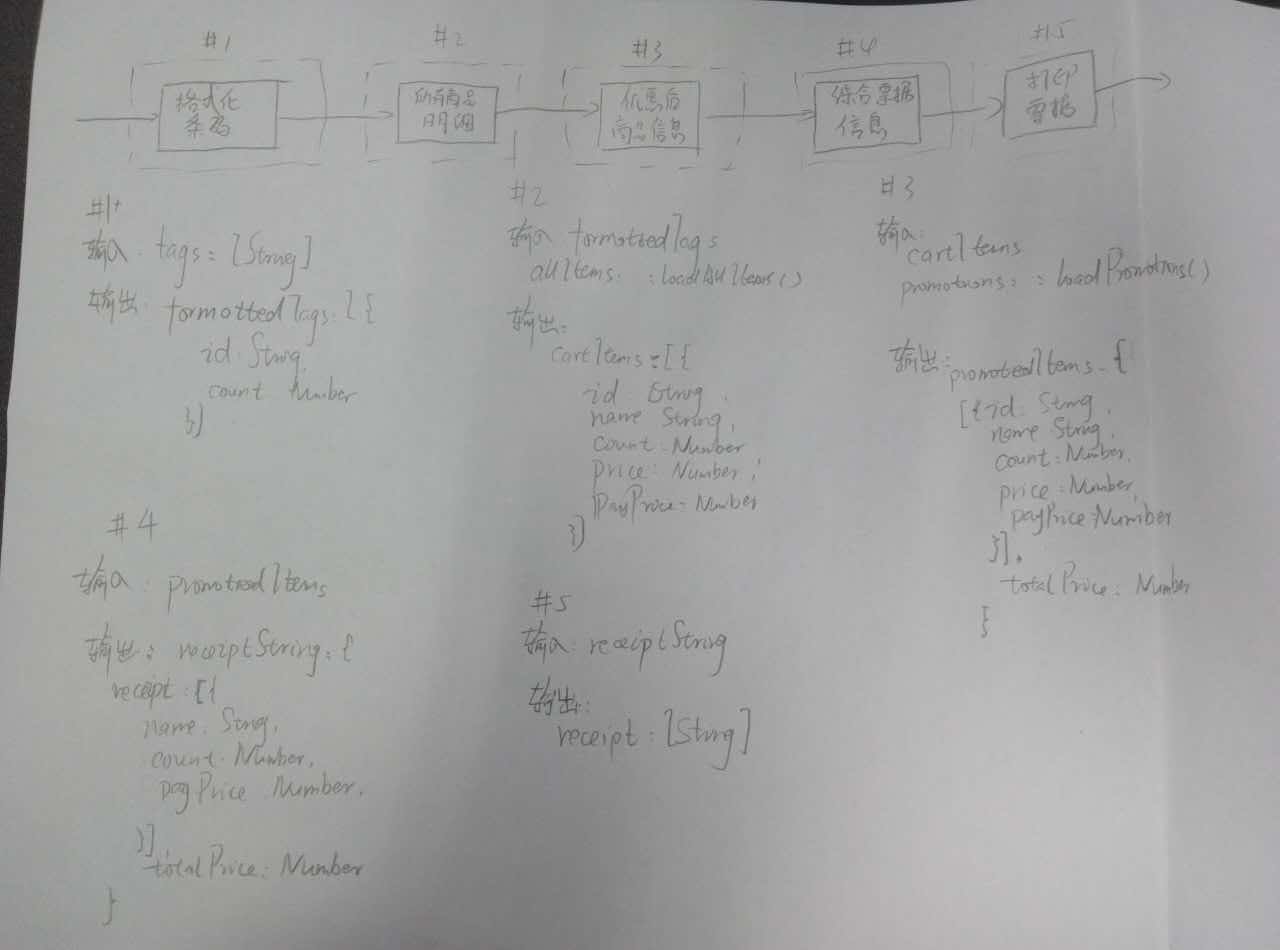 #1
#2
#3
#4
#5
格式化
条码
所有商品
明细
优惠后
商品信息
综合票据
信息
打印
票据
#1
输入: tags: [String]
输出: formattedTags: [{
id: String,
count: Number
}]
#2
输入: formattedTags
allItems: :loadAllItems()
输出:
cartItems: [{
id: String,
name: String,
count: Number
price: Number,
payPrice: Number
}]
#3
输入:
cartItems
promotions: :loadPromotions()
输出: promotedItems: {
[{id: String,
name: String,
count: Number,
price: Number,
payPrice: Number
}],
totalPrice: Number
}
#4
输入: promotedItems
输出: receiptString: {
receipt: [{
name: String,
count: Number,
payPrice: Number,
}]
totalPrice: Number
}
#5
输入: receiptString
输出:
receipt: [String]